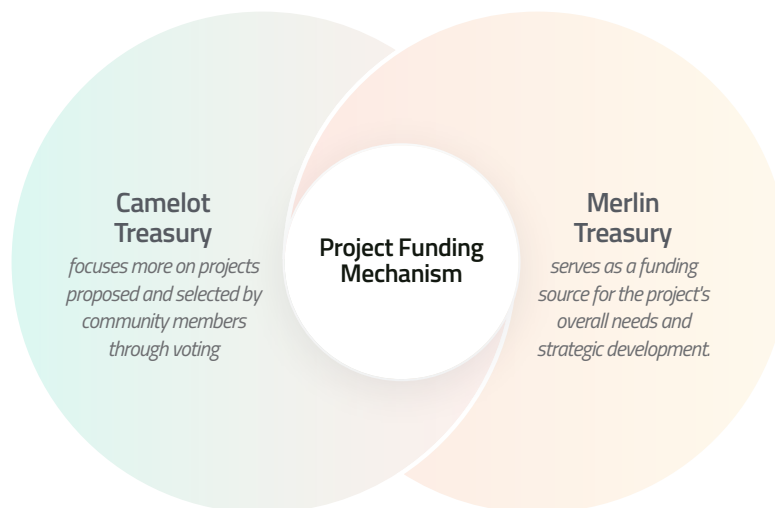 Camelot
Treasury
focuses more on projects
proposed and selected by
community members
through voting
Project Funding
Mechanism
Merlin
Treasury
serves as a funding
source for the project's
overall needs and
strategic development.